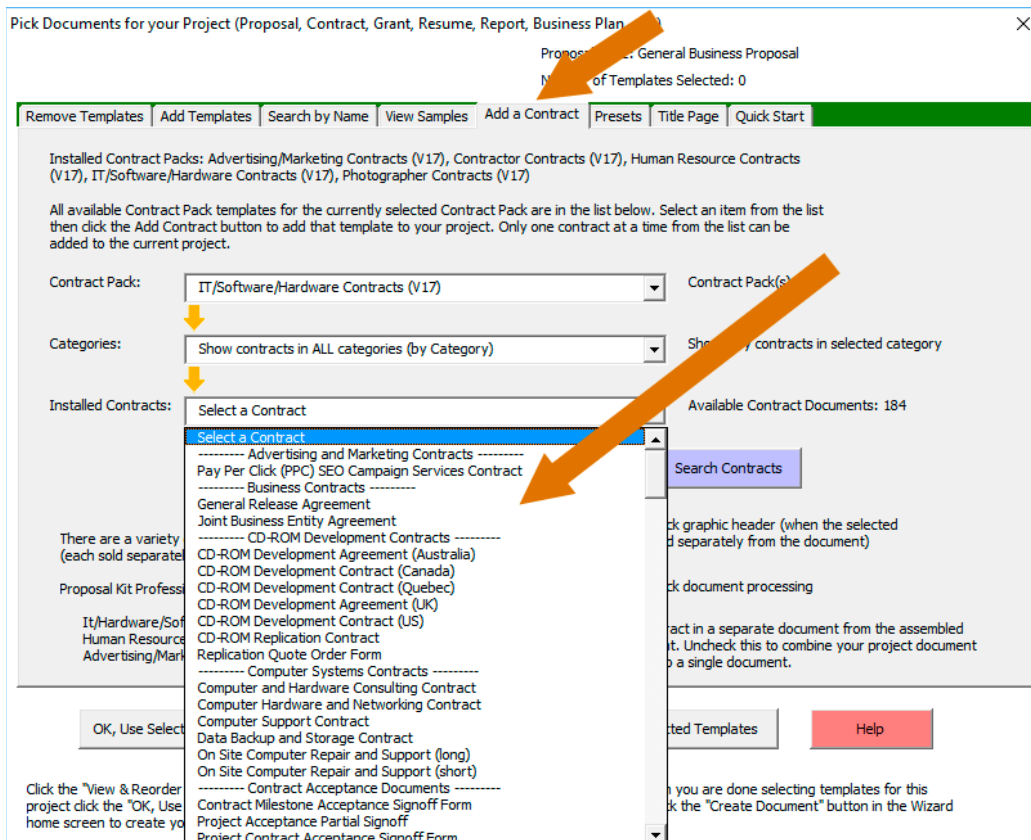 Pick Documents for your Project (Proposal, Contract, Grant, Resume, Report, Business Plan
General Business Proposal
of Templates Selected: 0
Remove Templates Add Templates Search by Name View Samples Add a Contract Presets Title Page Quick Start
Installed Contract Packs: Advertising/Marketing Contracts (V17), Contractor Contracts (V17), Human Resource Contracts
(V17), IT/Software/Hardware Contracts (V17), Photographer Contracts (V17)
All available Contract Pack templates for the currently selected Contract Pack are in the list below. Select an item from the list
then click the Add Contract button to add that template to your project. Only one contract at a time from the list can be
added to the current project.
Contract Pack: IT/Software/Hardware Contracts (V17) Contract Pack(s)
Categories: Show contracts in ALL categories (by Category) contracts in selected category
Installed Contracts: Select a Contract Available Contract Documents: 184
Select a Contract
--------- Advertising and Marketing Contracts ---------
Pay Per Click (PPC) SEO Campaign Services Contract
Search Contracts
--------- Business Contracts ---------
General Release Agreement
Joint Business Entity Agreement
--------- CD-ROM Development Contracts ---------
CD-ROM Development Agreement (Australia)
CD-ROM Development Contract (Canada)
CD-ROM Development Contract (Quebec)
CD-ROM Development Agreement (UK)
CD-ROM Development Contract (US)
CD-ROM Replication Contract
Replication Quote Order Form
--------- Computer Systems Contracts ---------
Computer and Hardware Consulting Contract
Computer Hardware and Networking Contract
Computer Support Contract
Data Backup and Storage Contract
On Site Computer Repair and Support (long)
On Site Computer Repair and Support (short)
--------- Contract Acceptance Documents ---------
Contract Milestone Acceptance Signoff Form
Project Acceptance Partial Signoff
Project Contract Acceptance Signoff Form
There are a variety
(each sold
Proposal Kit
Human
graphic header (when the selected
separately from the document)
document processing
in a separate document from the assembled
Uncheck this to combine your project document
a single document.
OK, Use Templates Help
Click the "View & Reorder
project click the "OK, Use
home screen to create
you are done selecting templates for this
the "Create Document" button in the Wizard